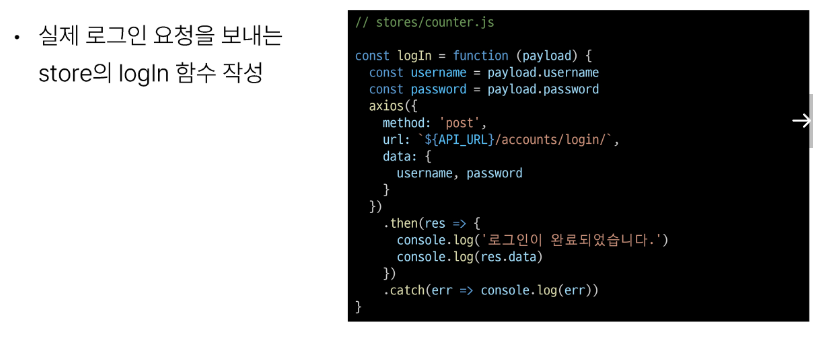 • 실제 로그인 요청을 보내는
store의 logIn 함수 작성
// stores/counter.js
const logIn = function (payload) {
  const username = payload.username
  const password = payload.password
  axios({
    method: 'post',
    url: `${API_URL}/accounts/login/`,
    data: {
      username, password
    }
  })
    .then(res => {
      console.log('로그인이 완료되었습니다.')
      console.log(res.data)
    })
    .catch(err => console.log(err))
}